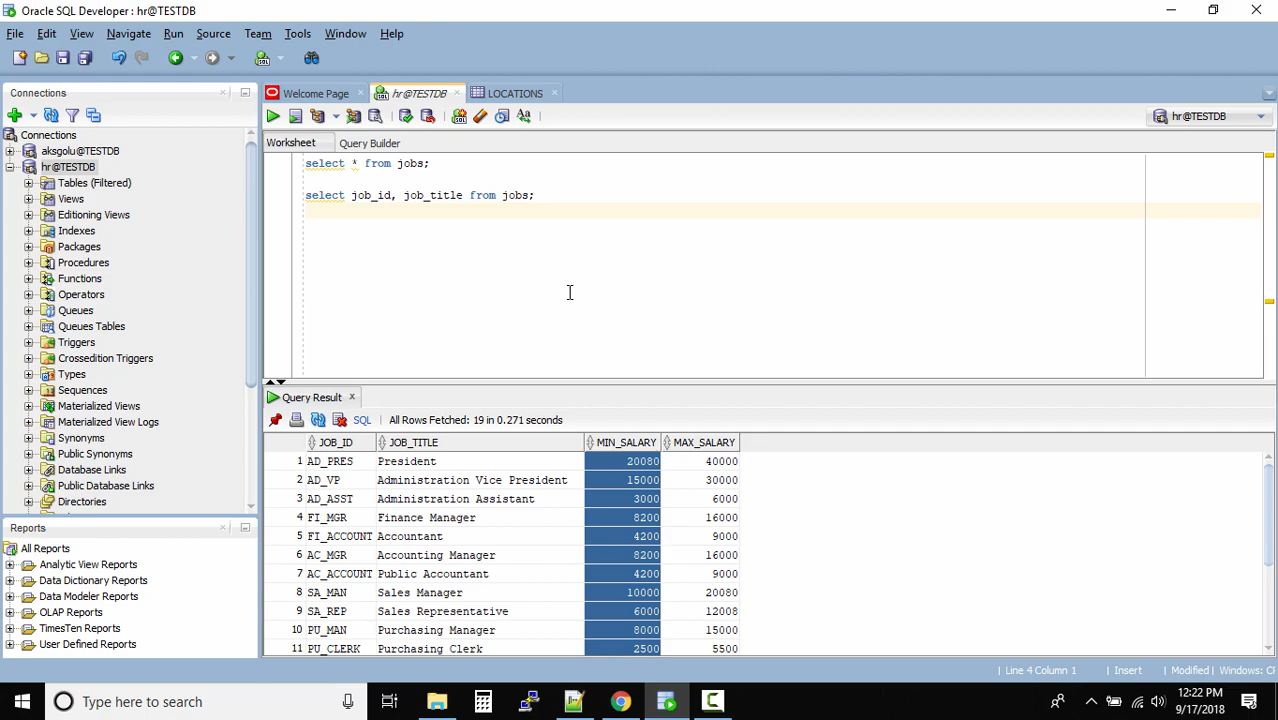 Oracle SQL Developer : hr@TESTDB
File Edit View Navigate Run Source Team Tools Window Help
Connections
Connections
aksgolu@TESTDB
hr@TESTDB
Tables (Filtered)
Views
Editioning Views
Indexes
Packages
Procedures
Functions
Operators
Queues
Queues Tables
Triggers
Crossedition Triggers
Types
Sequences
Materialized Views
Materialized View Logs
Synonyms
Public Synonyms
Database Links
Public Database Links
Directories
Reports
All Reports
Analytic View Reports
Data Dictionary Reports
Data Modeler Reports
OLAP Reports
TimesTen Reports
User Defined Reports
Welcome Page hr@TESTDB LOCATIONS
hr@TESTDB
Worksheet Query Builder
select * from jobs;
select job_id, job_title from jobs;
Query Result
SQL All Rows Fetched: 19 in 0.271 seconds
JOB_ID JOB_TITLE MIN_SALARY MAX_SALARY
1 AD_PRES President 20080 40000
2 AD_VP Administration Vice President 15000 30000
3 AD_ASST Administration Assistant 3000 6000
4 FI_MGR Finance Manager 8200 16000
5 FI_ACCOUNT Accountant 4200 9000
6 AC_MGR Accounting Manager 8200 16000
7 AC_ACCOUNT Public Accountant 4200 9000
8 SA_MAN Sales Manager 10000 20080
9 SA_REP Sales Representative 6000 12008
10 PU_MAN Purchasing Manager 8000 15000
11 PU_CLERK Purchasing Clerk 2500 5500
Line 4 Column 1 Insert Modified Windows: CF
Type here to search
12:22 PM
9/17/2018